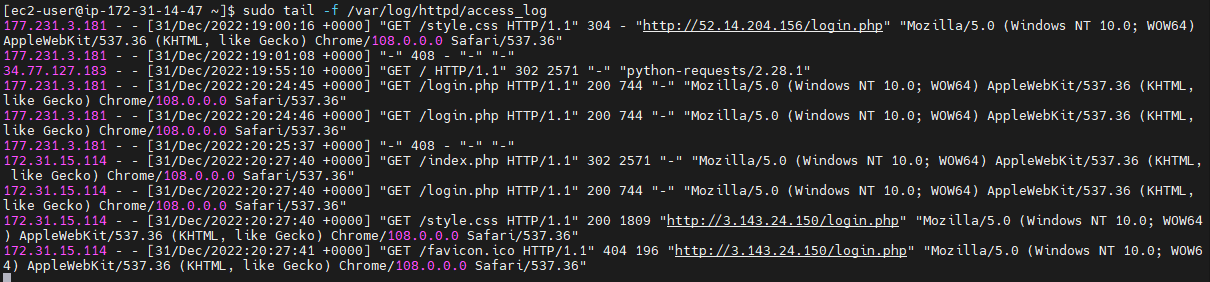 [ec2-user@ip-172-31-14-47 ~]$ sudo tail -f /var/log/httpd/access_log
177.231.3.181 - - [31/Dec/2022:19:00:16 +0000] "GET /style.css HTTP/1.1" 304 - "http://52.14.204.156/login.php" "Mozilla/5.0 (Windows NT 10.0; WOW64)
AppleWebKit/537.36 (KHTML, like Gecko) Chrome/108.0.0.0 Safari/537.36"
177.231.3.181 - - [31/Dec/2022:19:01:08 +0000] "-" 408 - "-" "-"
34.77.127.183 - - [31/Dec/2022:19:55:10 +0000] "GET / HTTP/1.1" 302 2571 "-" "python-requests/2.28.1"
177.231.3.181 - - [31/Dec/2022:20:24:45 +0000] "GET /login.php HTTP/1.1" 200 744 "-" "Mozilla/5.0 (Windows NT 10.0; WOW64) AppleWebKit/537.36 (KHTML,
like Gecko) Chrome/108.0.0.0 Safari/537.36"
177.231.3.181 - - [31/Dec/2022:20:24:46 +0000] "GET /login.php HTTP/1.1" 200 744 "-" "Mozilla/5.0 (Windows NT 10.0; WOW64) AppleWebKit/537.36 (KHTML,
like Gecko) Chrome/108.0.0.0 Safari/537.36"
177.231.3.181 - - [31/Dec/2022:20:25:37 +0000] "-" 408 - "-" "-"
172.31.15.114 - - [31/Dec/2022:20:27:40 +0000] "GET /index.php HTTP/1.1" 302 2571 "-" "Mozilla/5.0 (Windows NT 10.0; WOW64) AppleWebKit/537.36 (KHTML,
like Gecko) Chrome/108.0.0.0 Safari/537.36"
172.31.15.114 - - [31/Dec/2022:20:27:40 +0000] "GET /login.php HTTP/1.1" 200 744 "-" "Mozilla/5.0 (Windows NT 10.0; WOW64) AppleWebKit/537.36 (KHTML,
like Gecko) Chrome/108.0.0.0 Safari/537.36"
172.31.15.114 - - [31/Dec/2022:20:27:40 +0000] "GET /style.css HTTP/1.1" 200 1809 "http://3.143.24.150/login.php" "Mozilla/5.0 (Windows NT 10.0; WOW64
) AppleWebKit/537.36 (KHTML, like Gecko) Chrome/108.0.0.0 Safari/537.36"
172.31.15.114 - - [31/Dec/2022:20:27:41 +0000] "GET /favicon.ico HTTP/1.1" 404 196 "http://3.143.24.150/login.php" "Mozilla/5.0 (Windows NT 10.0; WOW6
4) AppleWebKit/537.36 (KHTML, like Gecko) Chrome/108.0.0.0 Safari/537.36"